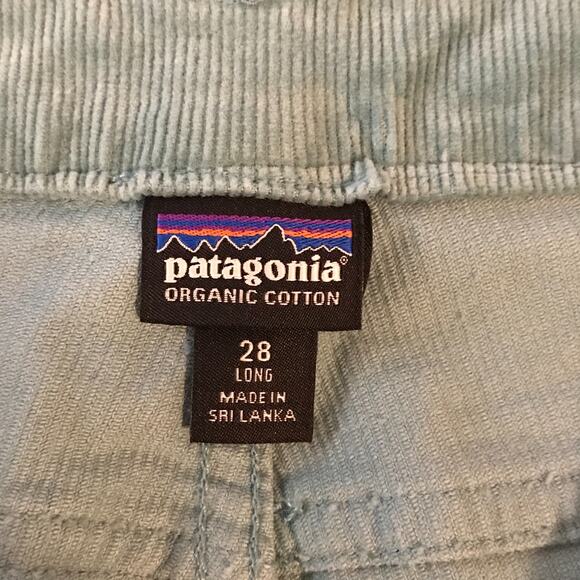 patagonia®
ORGANIC COTTON
28
LONG
MADE IN
SRI LANKA